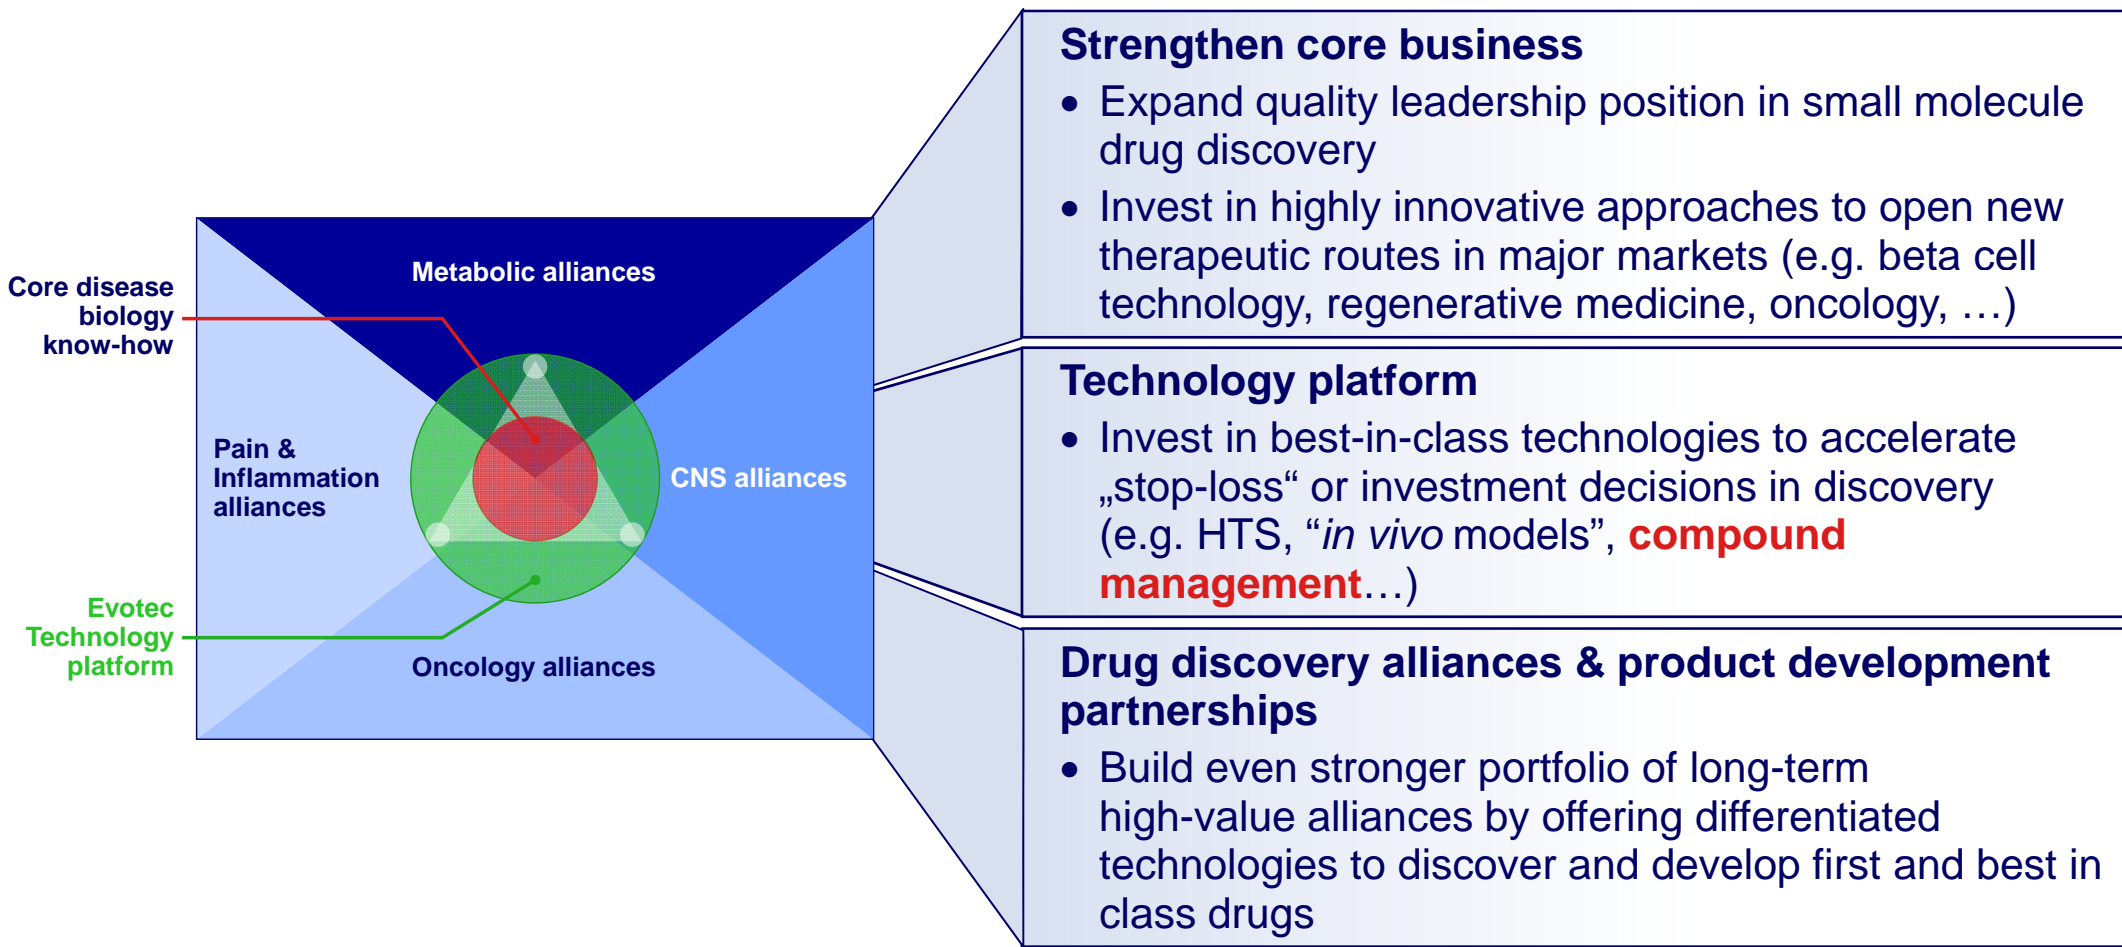 Core disease
biology
know-how
Evotec
Technology
platform
Metabolic alliances
Pain &
Inflammation
alliances
CNS alliances
Oncology alliances
Strengthen core business
• Expand quality leadership position in small molecule
drug discovery
• Invest in highly innovative approaches to open new
therapeutic routes in major markets (e.g. beta cell
technology, regenerative medicine, oncology, …)
Technology platform
• Invest in best-in-class technologies to accelerate
„stop-loss“ or investment decisions in discovery
(e.g. HTS, “in vivo models”, compound
management…)
Drug discovery alliances & product development
partnerships
• Build even stronger portfolio of long-term
high-value alliances by offering differentiated
technologies to discover and develop first and best in
class drugs